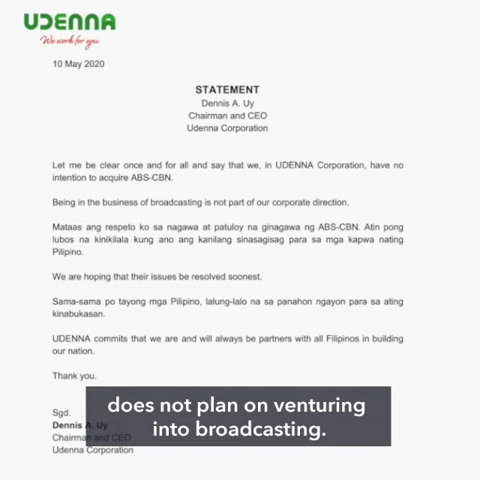 UDENNA
We work for you
10 May 2020
STATEMENT
Dennis A. Uy
Chairman and CEO
Udenna Corporation
Let me be clear once and for all and say that we, in UDENNA Corporation, have no
intention to acquire ABS-CBN.
Being in the business of broadcasting is not part of our corporate direction.
Mataas ang respeto ko sa nagawa at patuloy na ginagawa ng ABS-CBN. Atin pong
lubos na kinikilala kung ano ang kanilang sinasagisag para sa mga kapwa nating
Pilipino.
We are hoping that their issues be resolved soonest.
Sama-sama po tayong mga Pilipino, lalung-lalo na sa panahon ngayon para sa ating
kinabukasan.
UDENNA commits that we are and will always be partners with all Filipinos in building
our nation.
Thank you.
does not plan on venturing
into broadcasting.
Sgd.
Dennis A. Uy
Chairman and CEO
Udenna Corporation